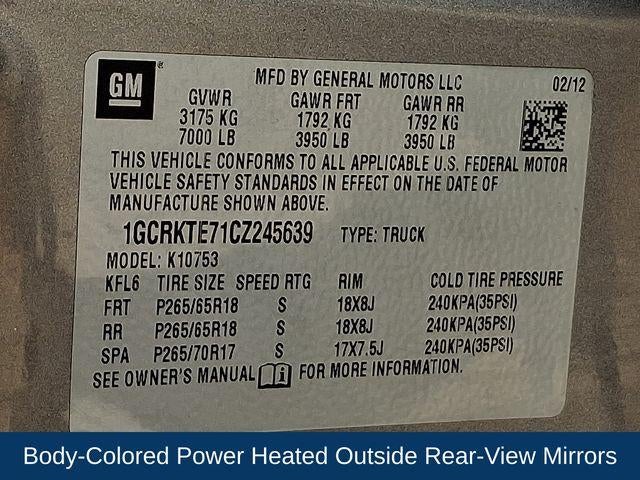 GM
MFD BY GENERAL MOTORS LLC 02/12
GVWR GAWR FRT GAWR RR
3175 KG 1792 KG 1792 KG
7000 LB 3950 LB 3950 LB
THIS VEHICLE CONFORMS TO ALL APPLICABLE U.S. FEDERAL MOTOR
VEHICLE SAFETY STANDARDS IN EFFECT ON THE DATE OF
MANUFACTURE SHOWN ABOVE.
1GCRKTE71CZ245639 TYPE: TRUCK
MODEL: K10753
KFL6 TIRE SIZE SPEED RTG RIM COLD TIRE PRESSURE
FRT P265/65R18 S 18X8J 240KPA(35PSI)
RR P265/65R18 S 18X8J 240KPA(35PSI)
SPA P265/70R17 S 17X7.5J 240KPA(35PSI)
SEE OWNER'S MANUAL i FOR MORE INFORMATION.
Body-Colored Power Heated Outside Rear-View Mirrors